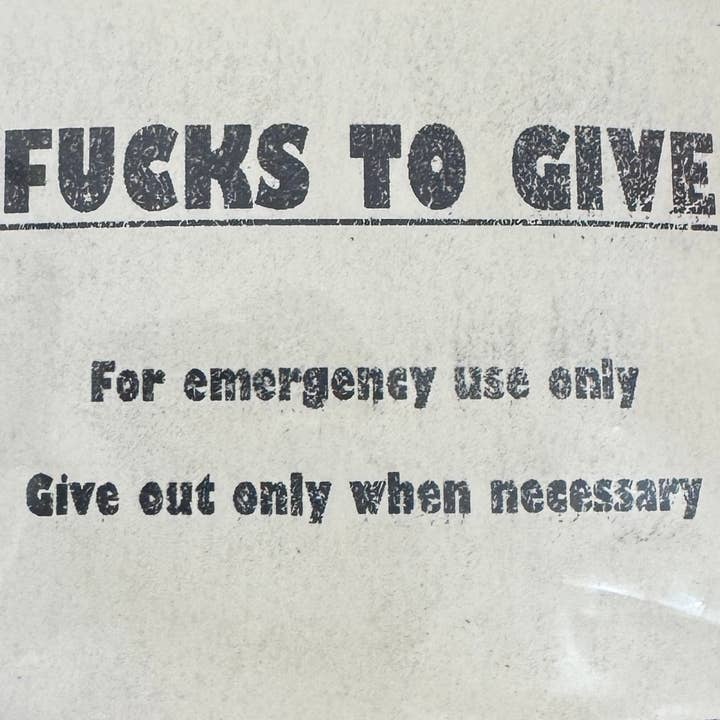 FUCKS TO GIVE
For emergency use only
Give out only when necessary